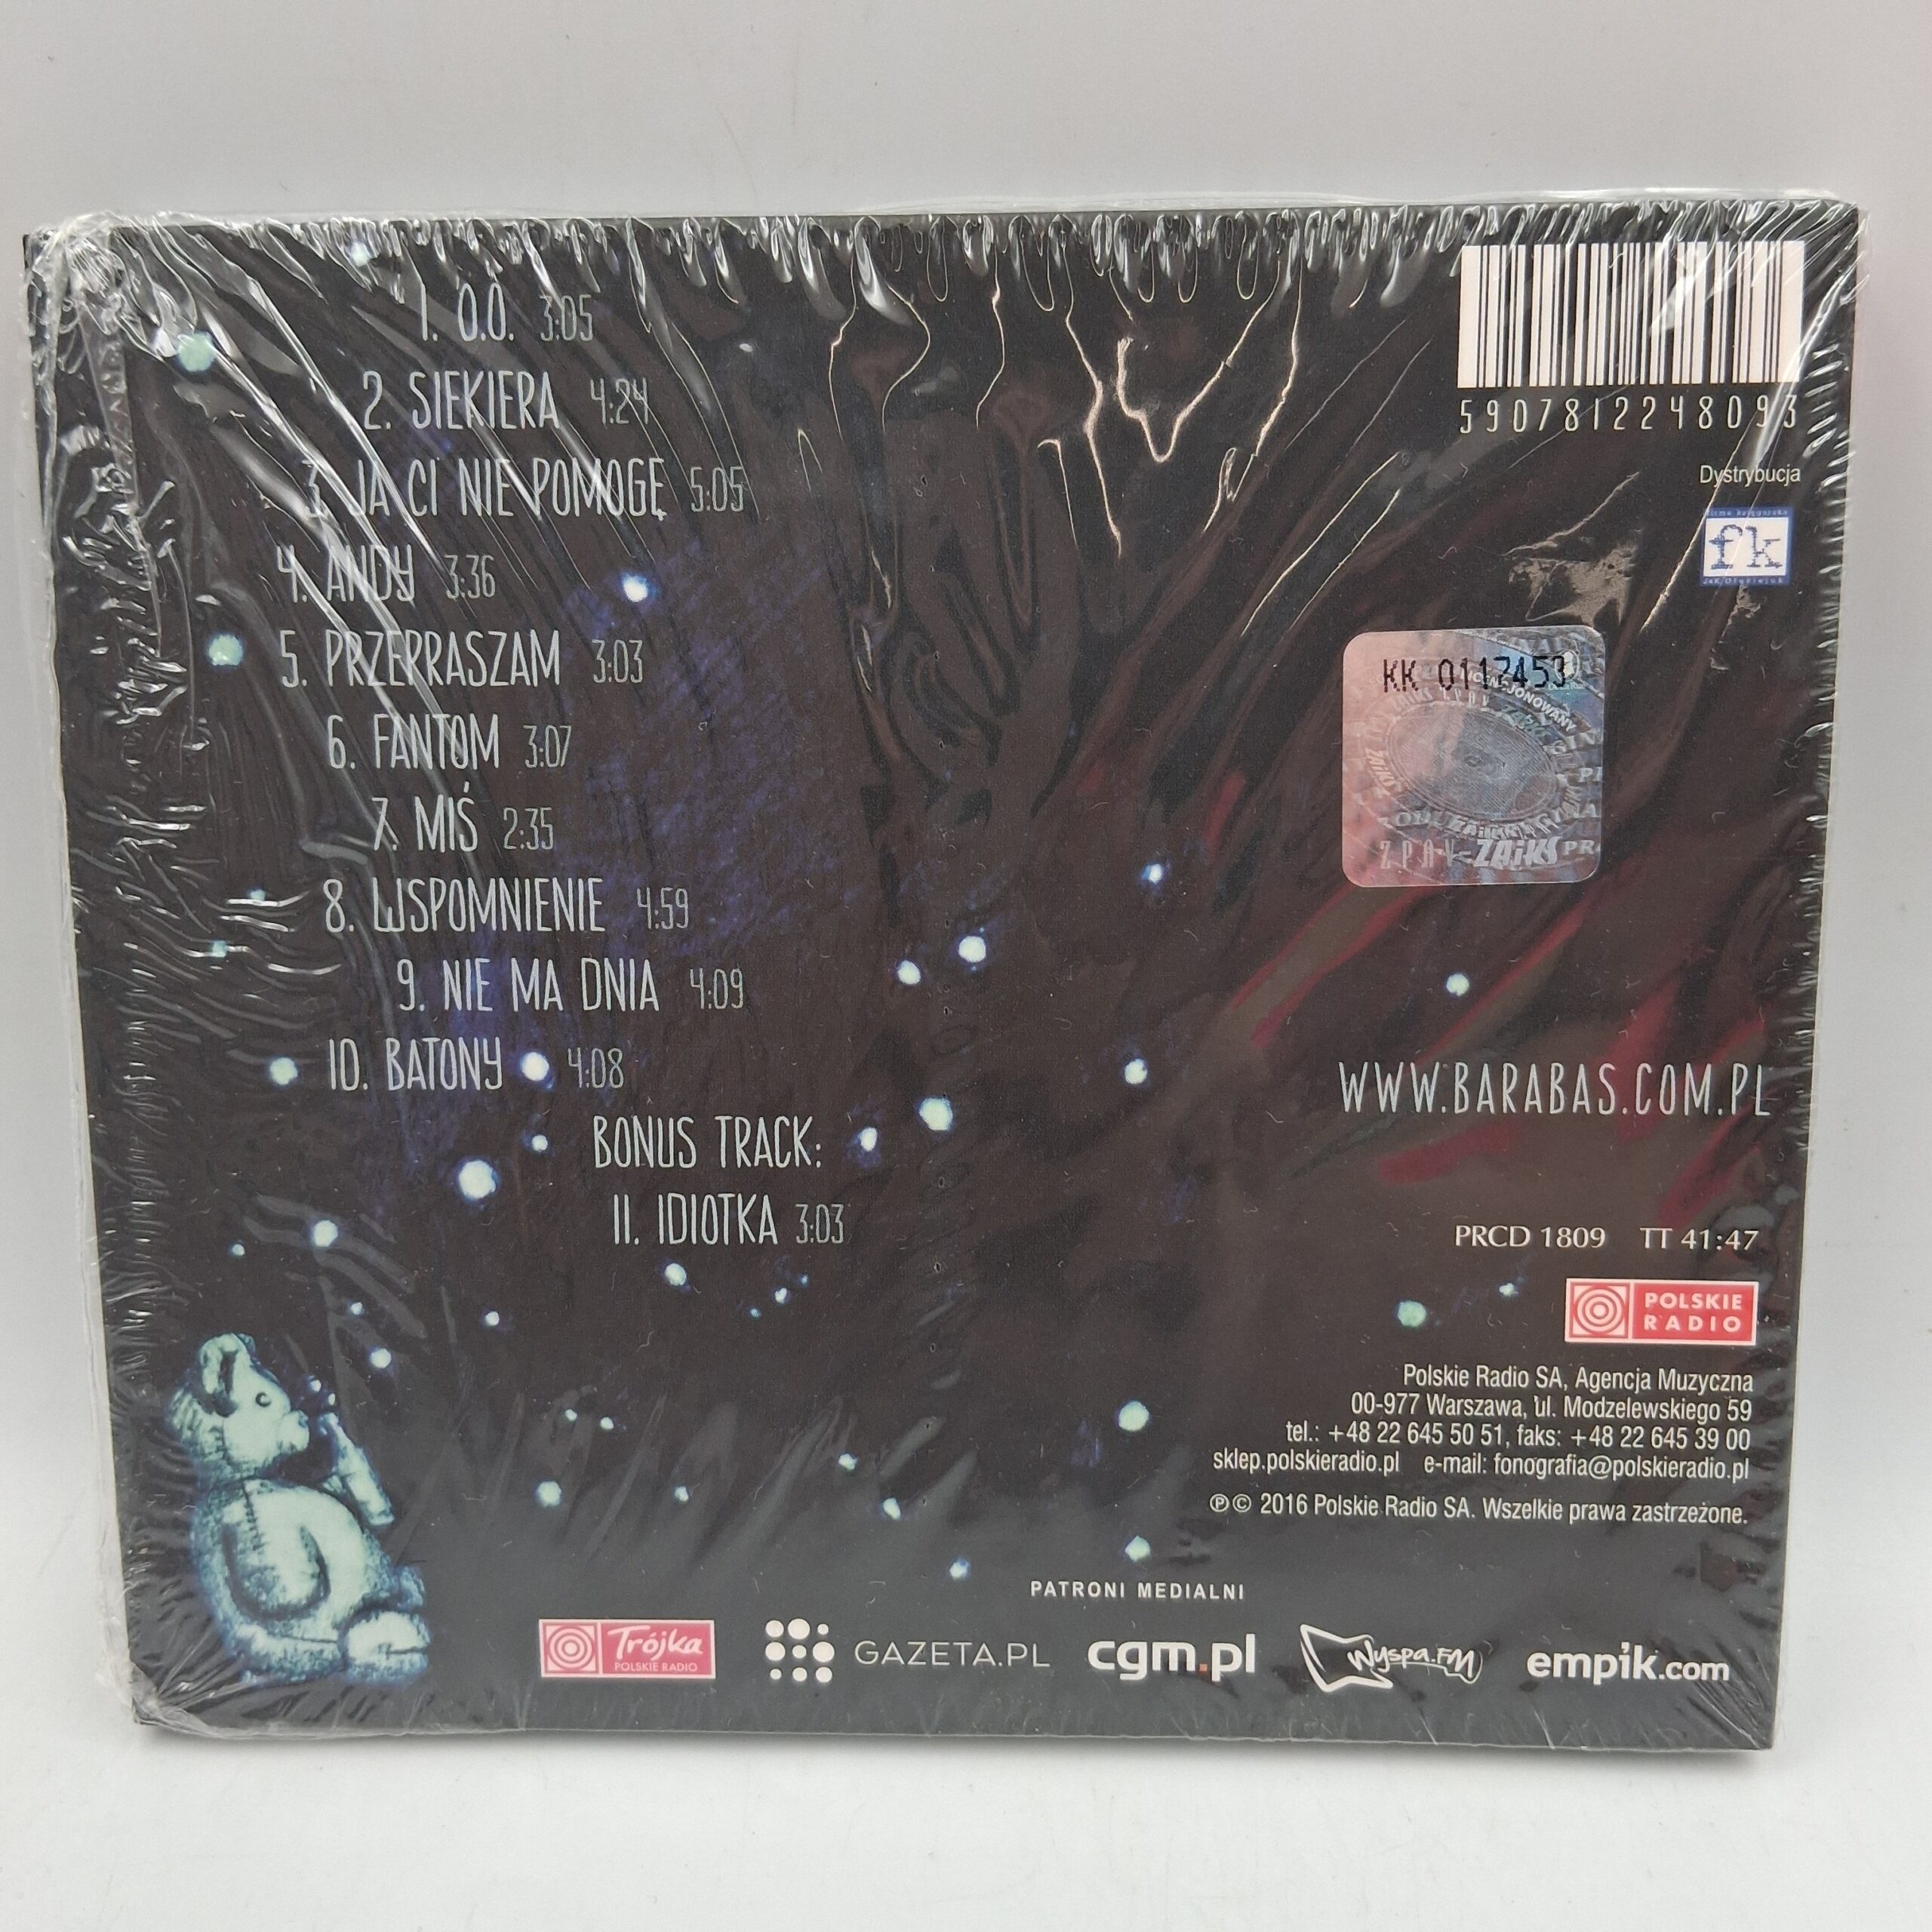 1. O.O. 3:05
2. SIEKIERA 4:24
3. JA CI NIE POMOGĘ 5:05
4. ANDY 3:36
5. PRZEPRASZAM 3:03
6. FANTOM 3:07
7. MIŚ 2:35
8. WSPOMNIENIE 4:59
9. NIE MA DNIA 4:09
10. BATONY 4:08
BONUS TRACK:
11. IDIOTKA 3:03
5907812248093
Dystrybucja
fk
KK 0117453
ZPAV ZAiKS
WWW.BARABAS.COM.PL
PRCD 1809 TT 41:47
POLSKIE
RADIO
Polskie Radio SA, Agencja Muzyczna
00-977 Warszawa, ul. Modzelewskiego 59
tel.: +48 22 645 50 51, faks: +48 22 645 39 00
sklep.polskieradio.pl e-mail: fonografia@polskieradio.pl
℗© 2016 Polskie Radio SA. Wszelkie prawa zastrzeżone.
PATRONI MEDIALNI
Trójka
POLSKIE RADIO
GAZETA.PL
cgm.pl
Wyspa.FM
empik.com